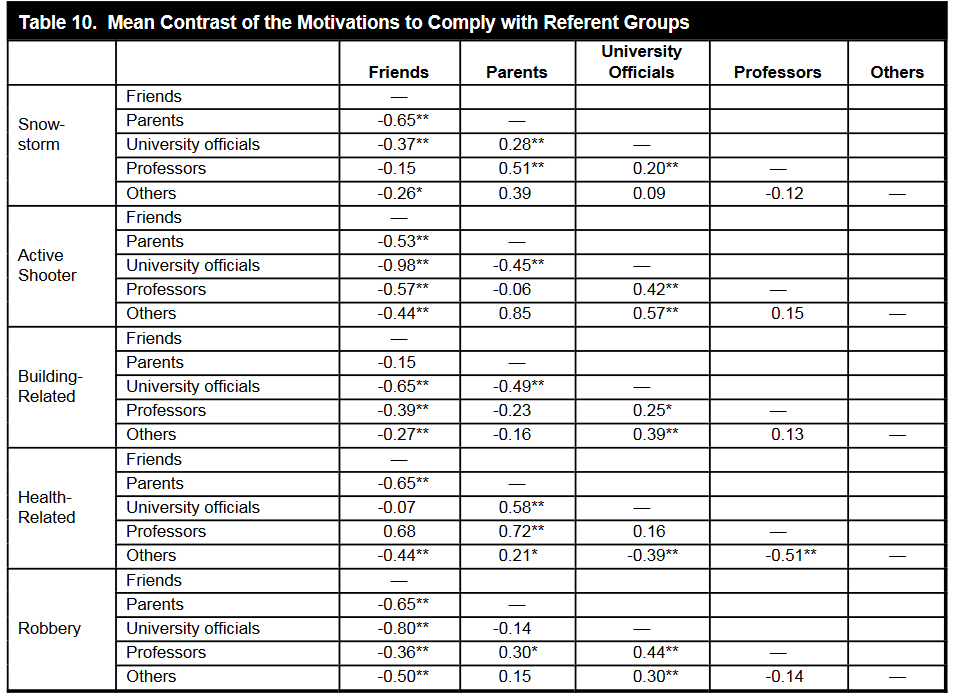 Table 10. Mean Contrast of the Motivations to Comply with Referent Groups
Friends Parents University Officials Professors Others
Snow-storm
Friends —
Parents -0.65** —
University officials -0.37** 0.28** —
Professors -0.15 0.51** 0.20** —
Others -0.26* 0.39 0.09 -0.12 —
Active Shooter
Friends —
Parents -0.53** —
University officials -0.98** -0.45** —
Professors -0.57** -0.06 0.42** —
Others -0.44** 0.85 0.57** 0.15 —
Building-Related
Friends —
Parents -0.15 —
University officials -0.65** -0.49** —
Professors -0.39** -0.23 0.25* —
Others -0.27** -0.16 0.39** 0.13 —
Health-Related
Friends —
Parents -0.65** —
University officials -0.07 0.58** —
Professors 0.68 0.72** 0.16 —
Others -0.44** 0.21* -0.39** -0.51** —
Robbery
Friends —
Parents -0.65** —
University officials -0.80** -0.14 —
Professors -0.36** 0.30* 0.44** —
Others -0.50** 0.15 0.30** -0.14 —